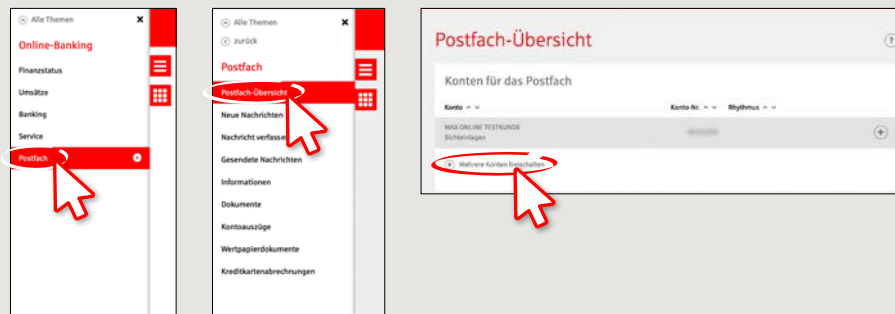 Alle Themen
Online-Banking
Finanzstatus
Umsätze
Banking
Service
Postfach
Alle Themen
zurück
Postfach
Postfach-Übersicht
Neue Nachrichten
Nachricht verfassen
Gesendete Nachrichten
Informationen
Dokumente
Kontoauszüge
Wertpapierdokumente
Kreditkartenabrechnungen
Postfach-Übersicht
Konten für das Postfach
Konto Konto-Nr. Rhythmus
MAX ONLINE TESTKUNDE
Sichteinlagen
Mehrere Konten freischalten